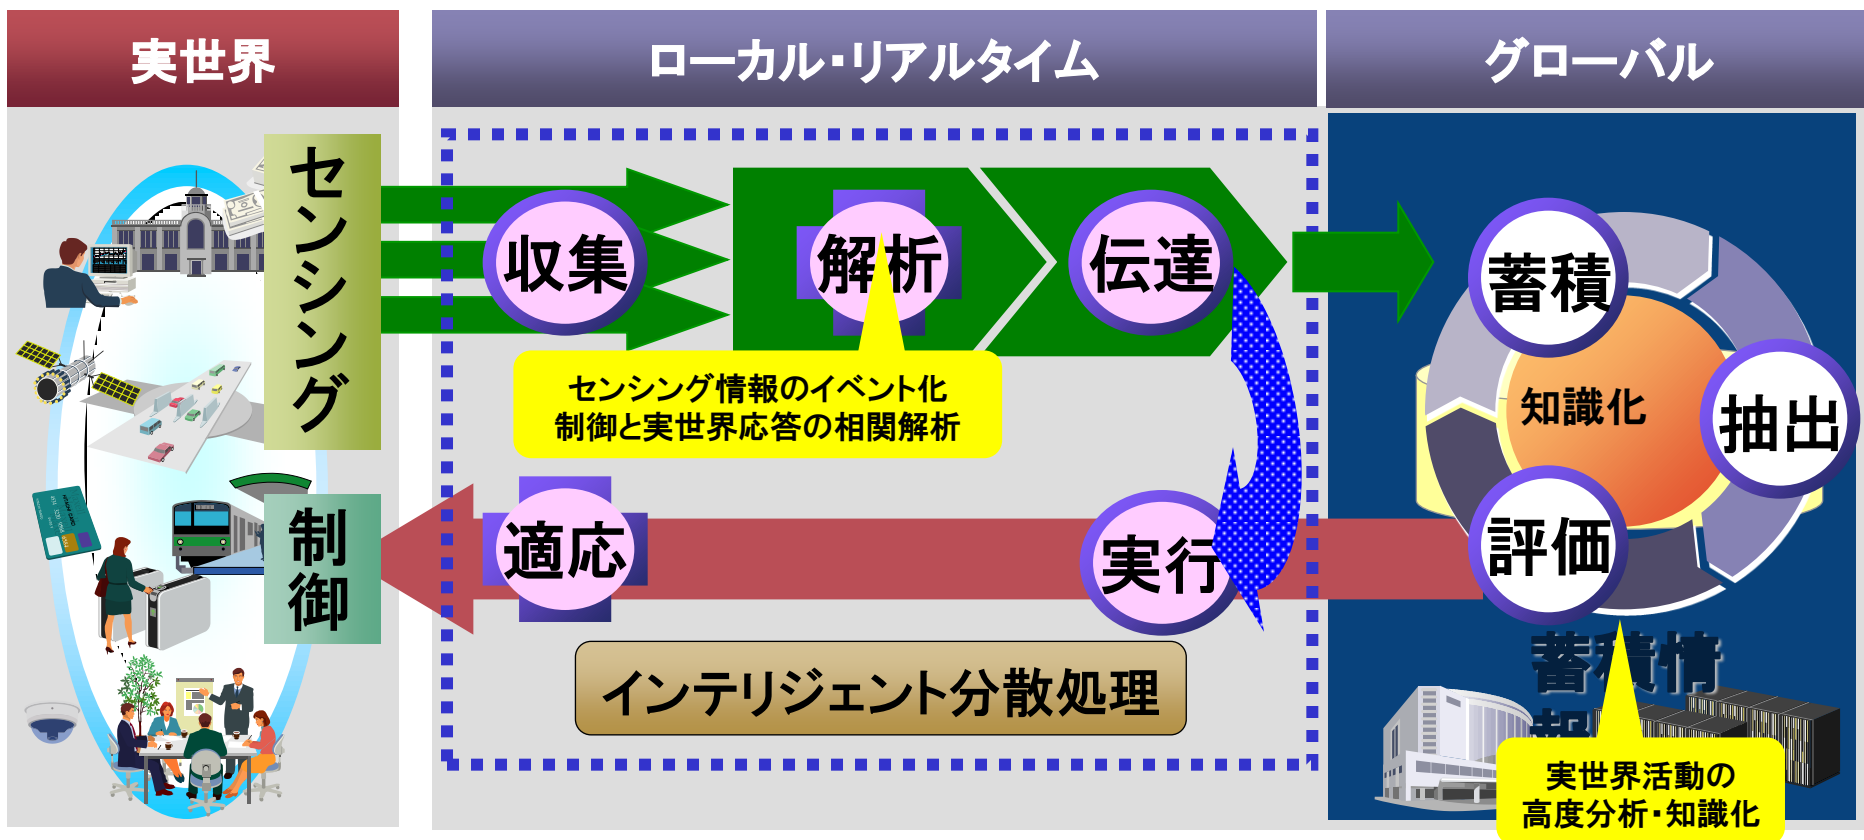 実世界
ローカル・リアルタイム
グローバル
センシング
収集
解析
伝達
蓄積
知識化
抽出
センシング情報のイベント化
制御と実世界応答の相関解析
制御
適応
実行
評価
インテリジェント分散処理
蓄積情
報
実世界活動の
高度分析・知識化